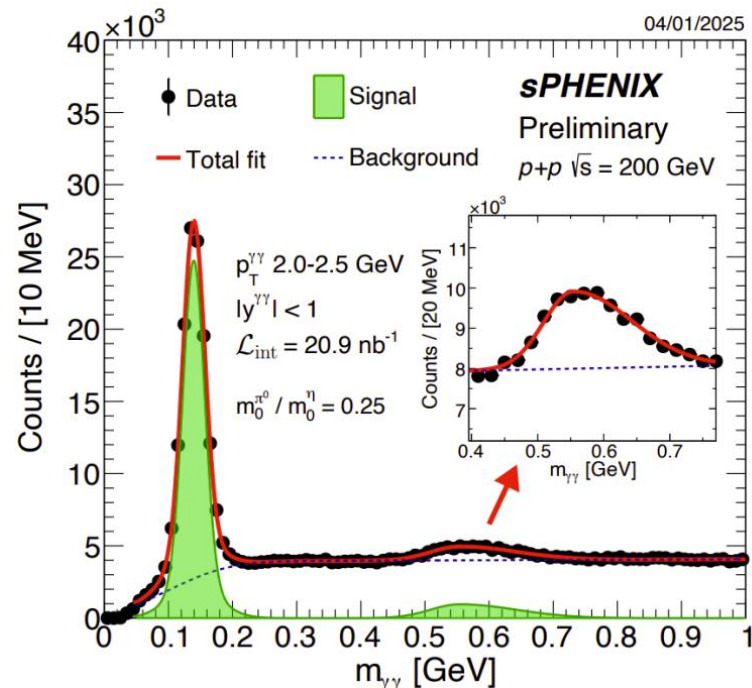 04/01/2025
×10³
Counts / [10 MeV]
40
35
30
25
20
15
10
5
0
Data
Signal
Total fit
Background
sPHENIX
Preliminary
p+p √s = 200 GeV
p_T^γγ 2.0-2.5 GeV
|y^γγ| < 1
ℒ_int = 20.9 nb⁻¹
m_0^π⁰ / m_0^η = 0.25
×10³
Counts / [20 MeV]
11
10
9
8
7
0.4 0.5 0.6 0.7
m_γγ [GeV]
0 0.1 0.2 0.3 0.4 0.5 0.6 0.7 0.8 0.9 1
m_γγ [GeV]